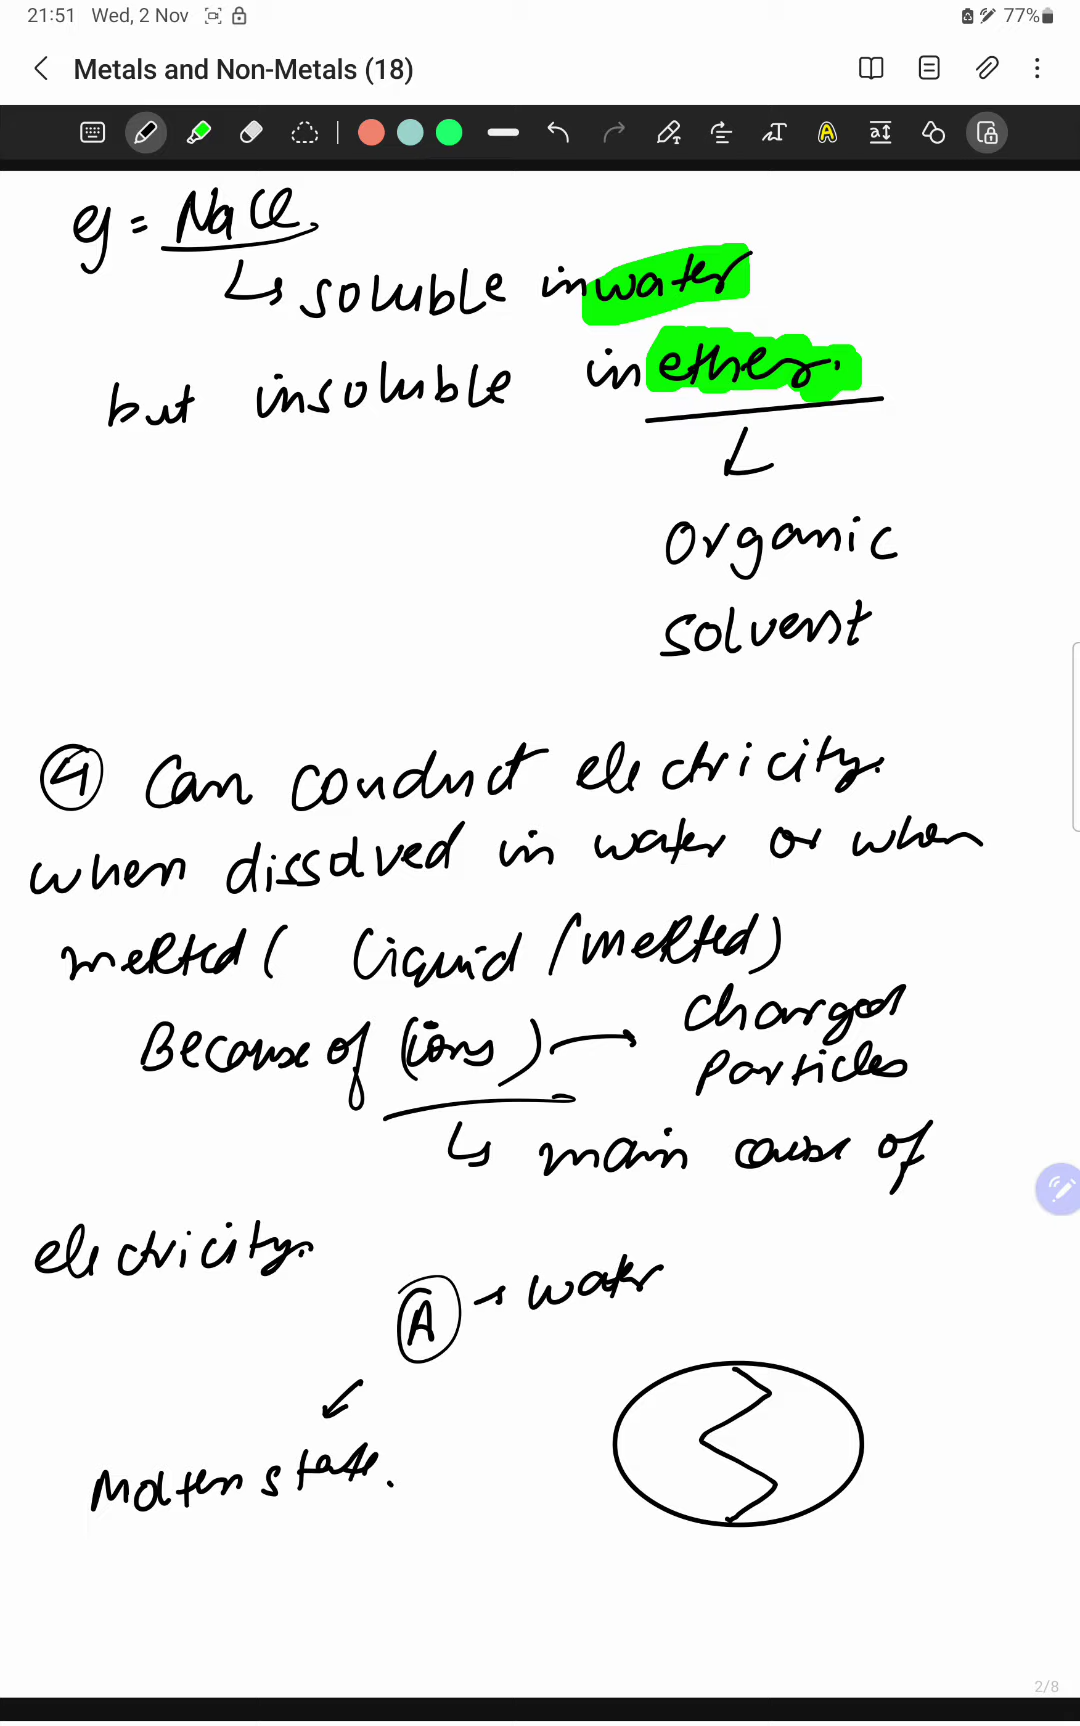 21:51 Wed, 2 Nov 77%
Metals and Non-Metals (18)
eg = NaCl.
↳ soluble in water
but insoluble in ether.
↓
Organic
solvent
④ Can conduct electricity
when dissolved in water or when
melted ( Liquid / melted )
Because of (ions) → charged
particles
↳ main cause of
electricity.
A → water
↙
Molten state.
2/8